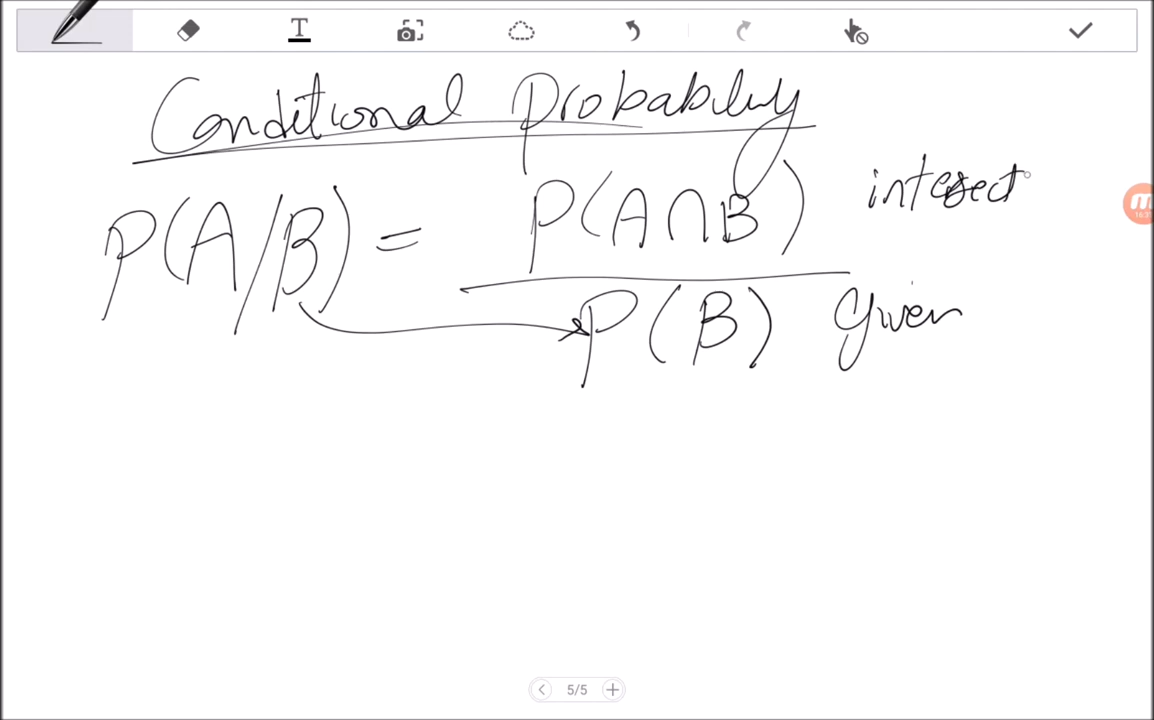 Conditional Probability
P(A/B) = P(A∩B) intersect
P(B) Given
T
5/5